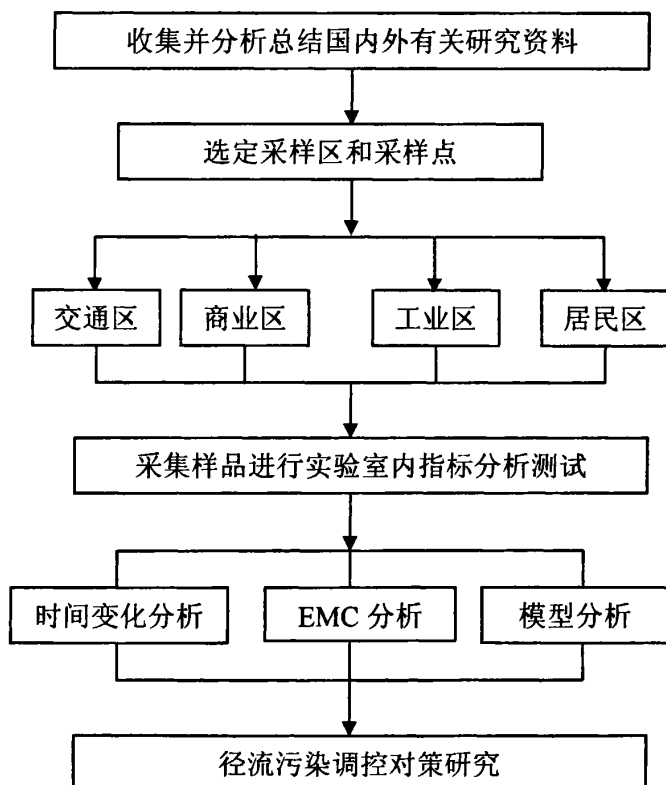 收集并分析总结国内外有关研究资料
选定采样区和采样点
交通区
商业区
工业区
居民区
采集样品进行实验室内指标分析测试
时间变化分析
EMC 分析
模型分析
径流污染调控对策研究